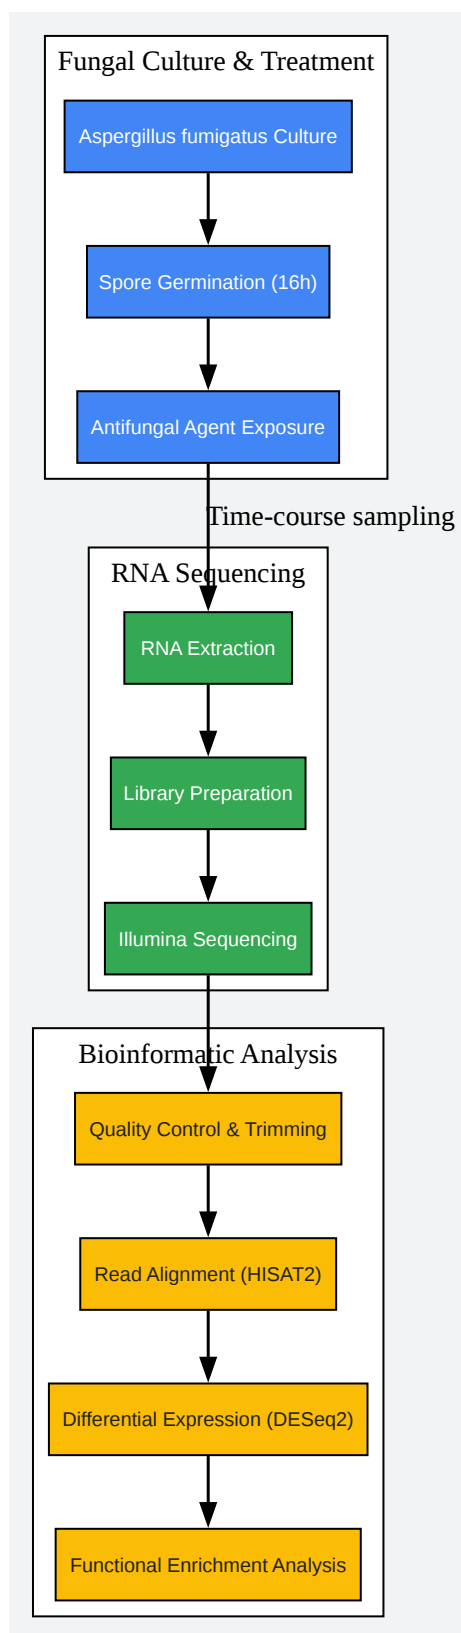 Fungal Culture & Treatment
Aspergillus fumigatus Culture
Spore Germination (16h)
Antifungal Agent Exposure
Time-course sampling
RNA Sequencing
RNA Extraction
Library Preparation
Illumina Sequencing
Bioinformatic Analysis
Quality Control & Trimming
Read Alignment (HISAT2)
Differential Expression (DESeq2)
Functional Enrichment Analysis